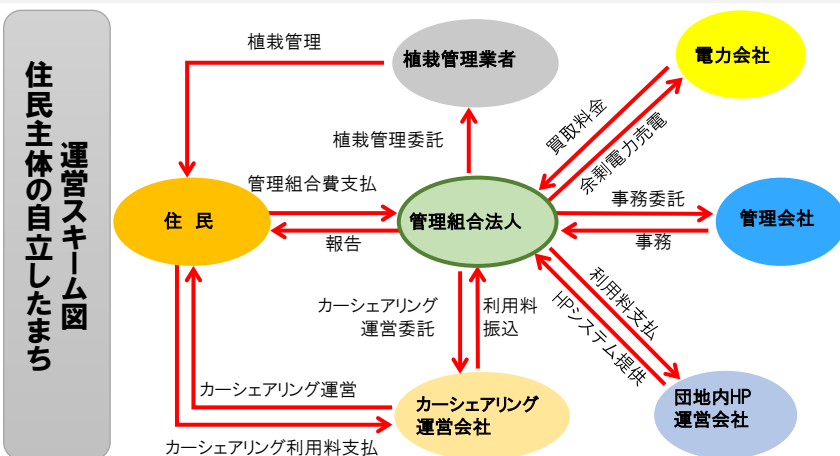 住民主体の自立したまち
運営スキーム図
植栽管理
植栽管理業者
電力会社
植栽管理委託
買取料金
余剰電力売電
管理組合費支払
事務委託
住 民
管理組合法人
管理会社
報告
事務
カーシェアリング
運営委託
利用料
振込
利用料支払
HPシステム提供
カーシェアリング運営
カーシェアリング
運営会社
団地内HP
運営会社
カーシェアリング利用料支払